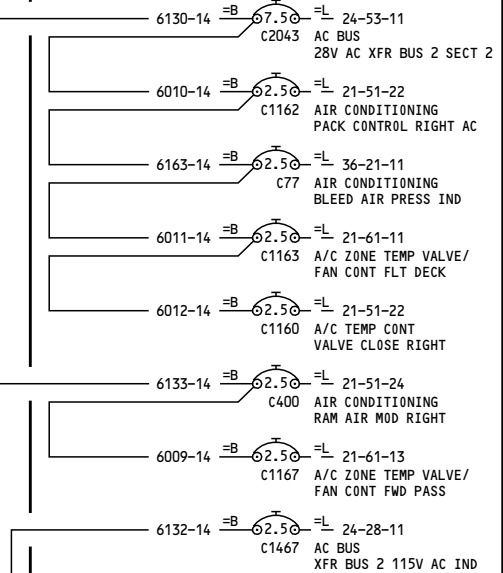 6130-14 =B 7.5 =L 24-53-11
C2043 AC BUS
28V AC XFR BUS 2 SECT 2
6010-14 =B 2.5 =L 21-51-22
C1162 AIR CONDITIONING
PACK CONTROL RIGHT AC
6163-14 =B 2.5 =L 36-21-11
C77 AIR CONDITIONING
BLEED AIR PRESS IND
6011-14 =B 2.5 =L 21-61-11
C1163 A/C ZONE TEMP VALVE/
FAN CONT FLT DECK
6012-14 =B 2.5 =L 21-51-22
C1160 A/C TEMP CONT
VALVE CLOSE RIGHT
6133-14 =B 2.5 =L 21-51-24
C400 AIR CONDITIONING
RAM AIR MOD RIGHT
6009-14 =B 2.5 =L 21-61-13
C1167 A/C ZONE TEMP VALVE/
FAN CONT FWD PASS
6132-14 =B 2.5 =L 24-28-11
C1467 AC BUS
XFR BUS 2 115V AC IND